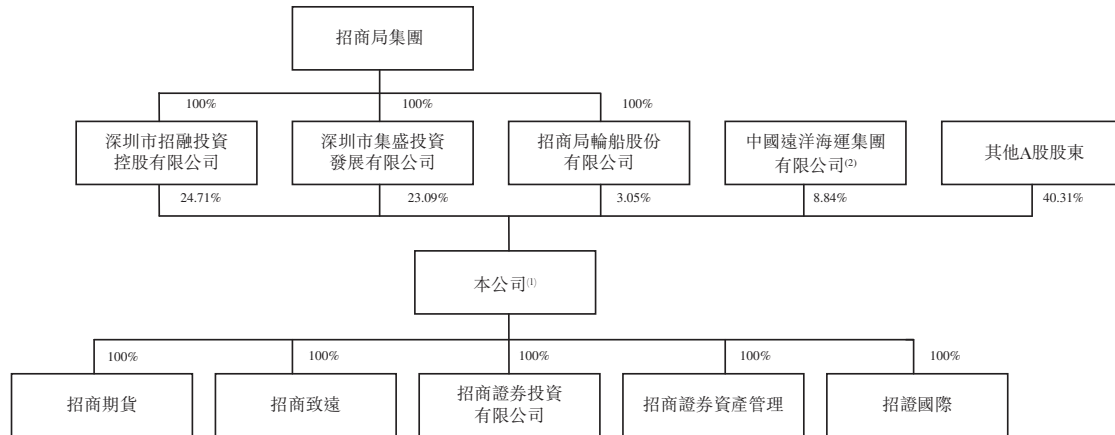 招商局集團
100%
100%
100%
深圳市招融投資
控股有限公司
深圳市集盛投資
發展有限公司
招商局輪船股份
有限公司
中國遠洋海運集團
有限公司(2)
其他A股股東
24.71%
23.09%
3.05%
8.84%
40.31%
本公司(1)
100%
100%
100%
100%
100%
招商期貨
招商致遠
招商證券投資
有限公司
招商證券資產管理
招證國際